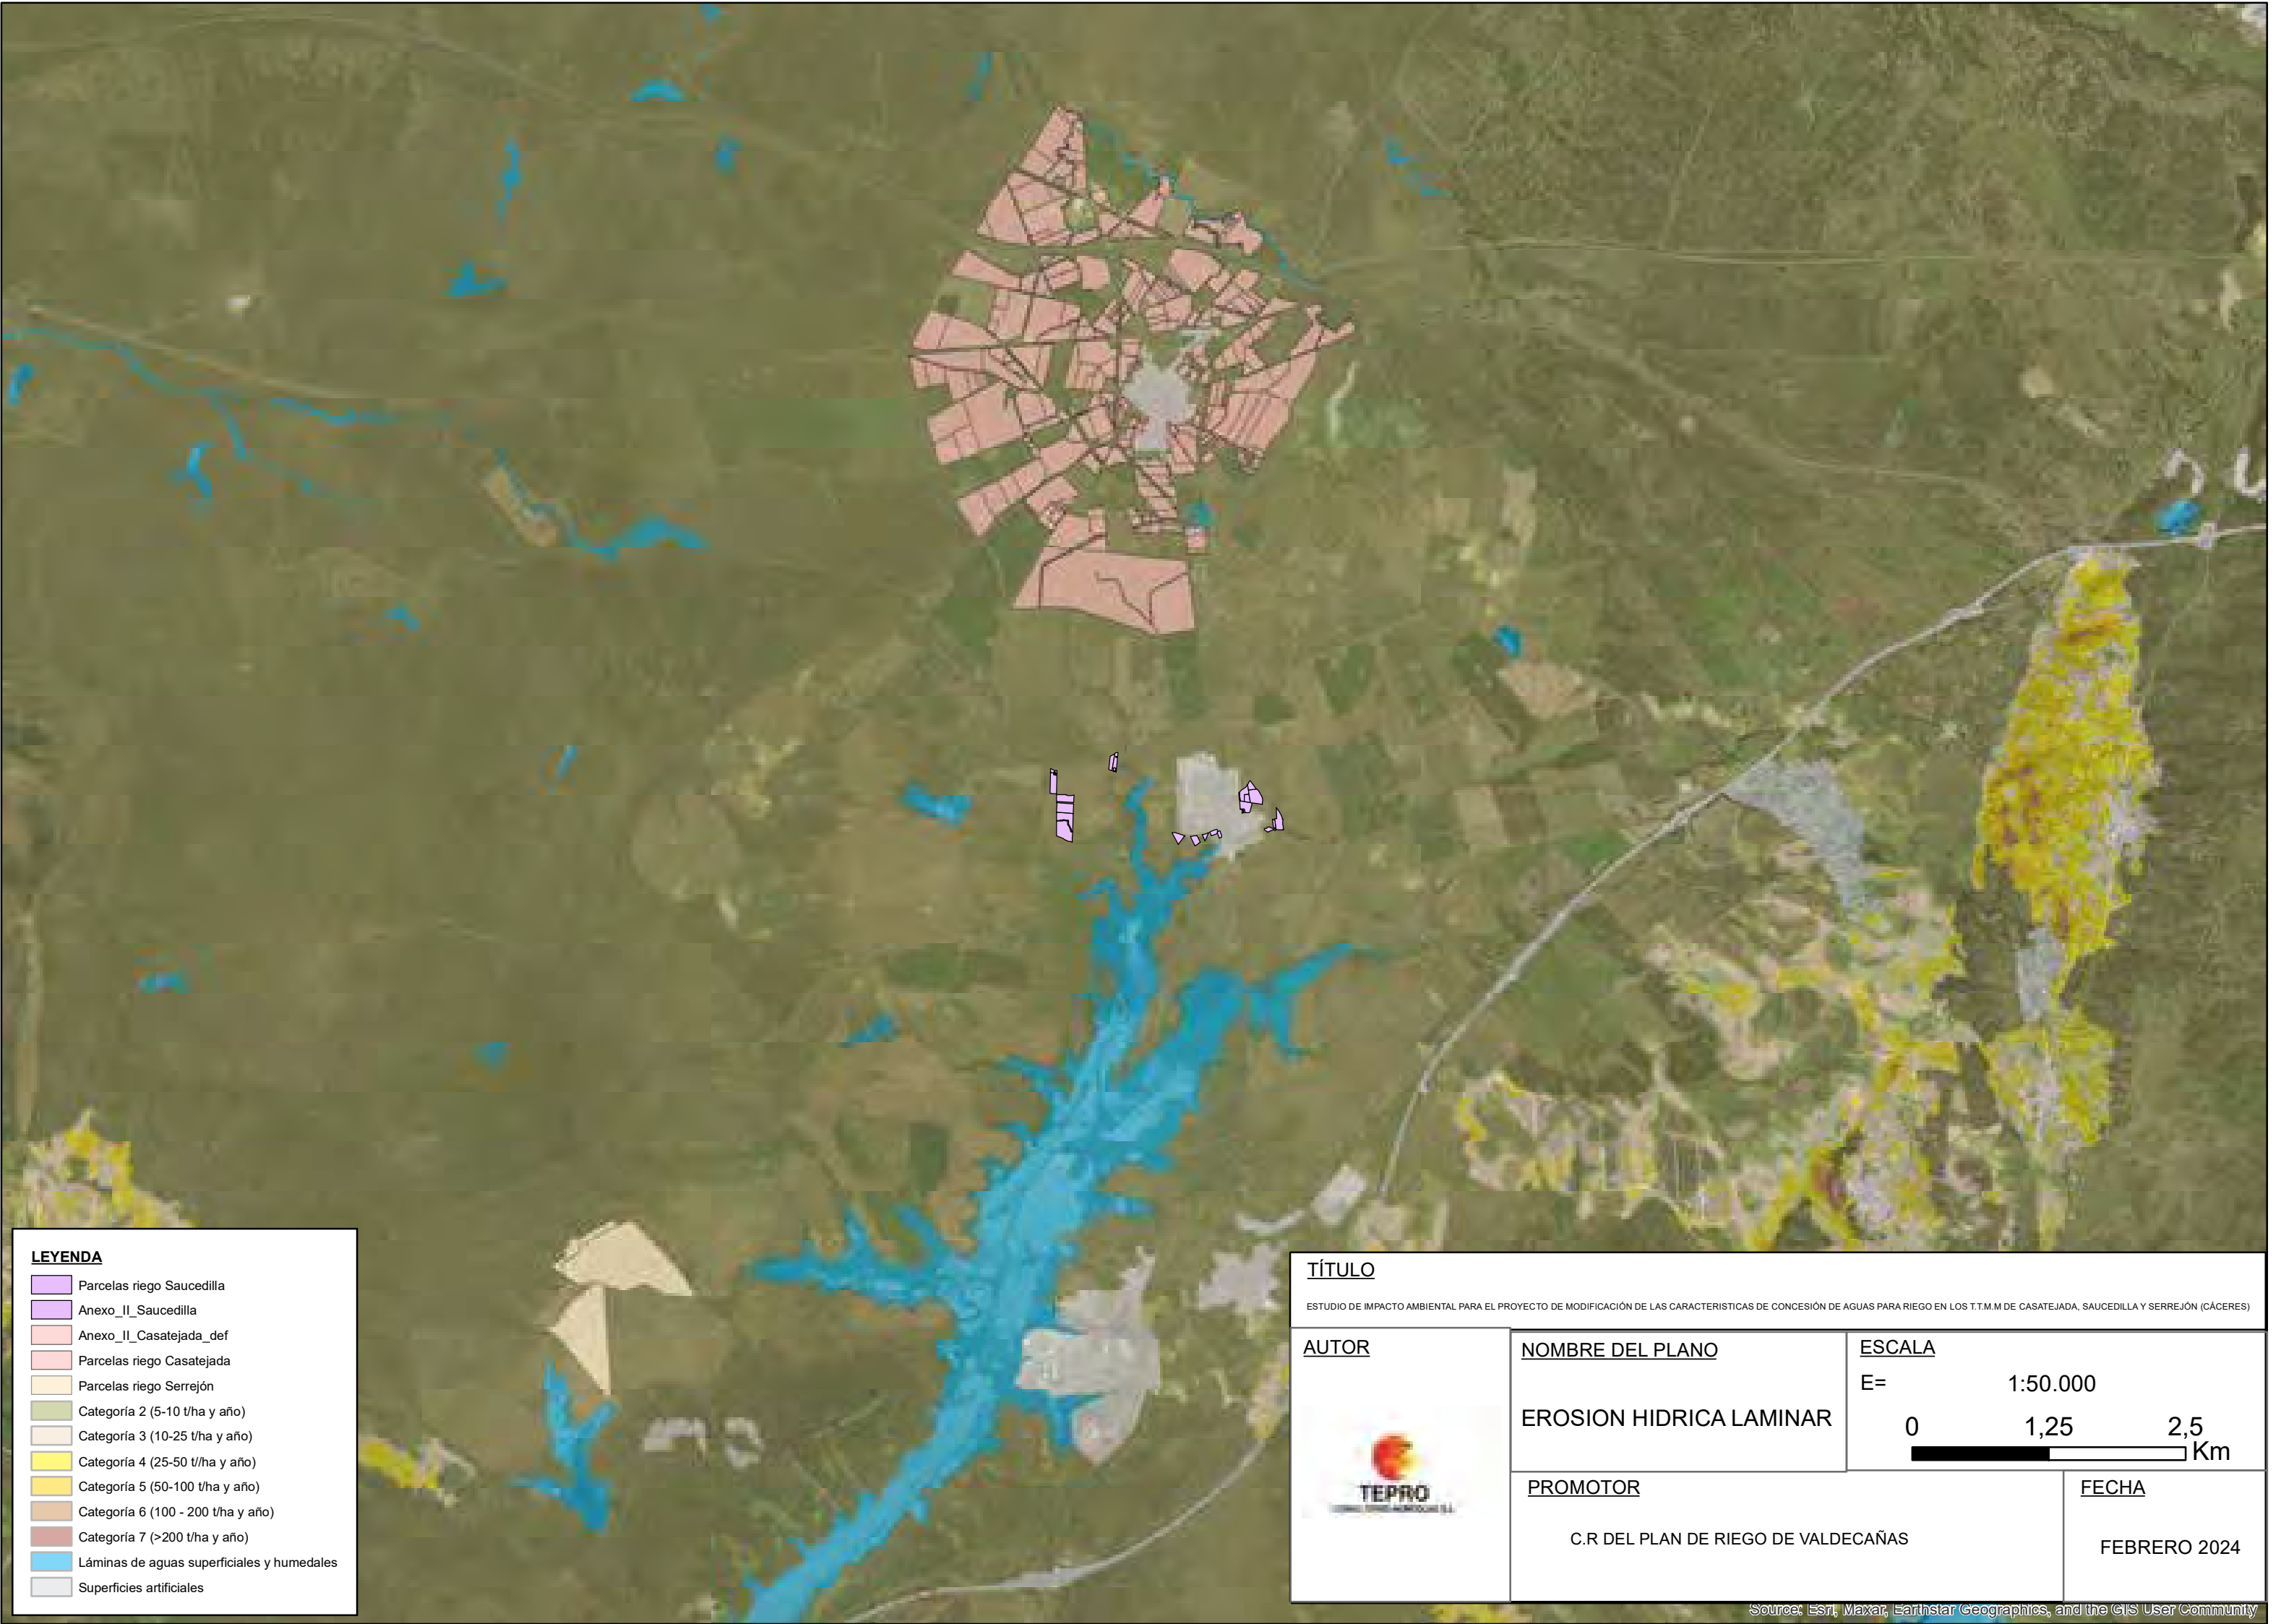 LEYENDA
Parcelas riego Saucedilla
Anexo_II_Saucedilla
Anexo_II_Casatejada_def
Parcelas riego Casatejada
Parcelas riego Serrejón
Categoría 2 (5-10 t/ha y año)
Categoría 3 (10-25 t/ha y año)
Categoría 4 (25-50 t//ha y año)
Categoría 5 (50-100 t/ha y año)
Categoría 6 (100 - 200 t/ha y año)
Categoría 7 (>200 t/ha y año)
Láminas de aguas superficiales y humedales
Superficies artificiales
TÍTULO
ESTUDIO DE IMPACTO AMBIENTAL PARA EL PROYECTO DE MODIFICACIÓN DE LAS CARACTERISTICAS DE CONCESIÓN DE AGUAS PARA RIEGO EN LOS T.T.M.M DE CASATEJADA, SAUCEDILLA Y SERREJÓN (CÁCERES)
AUTOR
TEPRO
NOMBRE DEL PLANO
EROSION HIDRICA LAMINAR
ESCALA
E= 1:50.000
0 1,25 2,5
Km
PROMOTOR
C.R DEL PLAN DE RIEGO DE VALDECAÑAS
FECHA
FEBRERO 2024
Source: Esri, Maxar, Earthstar Geographics, and the GIS User Community